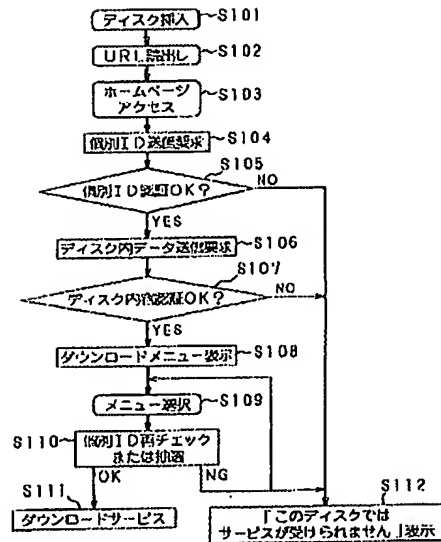 ディスク挿入
S101
URL読出し
S102
ホームページ
アクセス
S103
個別ID送信要求
S104
個別ID認証OK?
S105
NO
YES
ディスク内データ送信要求
S106
ディスク内容認証OK?
S107
NO
YES
ダウンロードメニュー表示
S108
メニュー選択
S109
S110
個別ID再チェック
または抽選
OK
NG
S111
ダウンロードサービス
S112
「このディスクでは
サービスが受けられません」表示